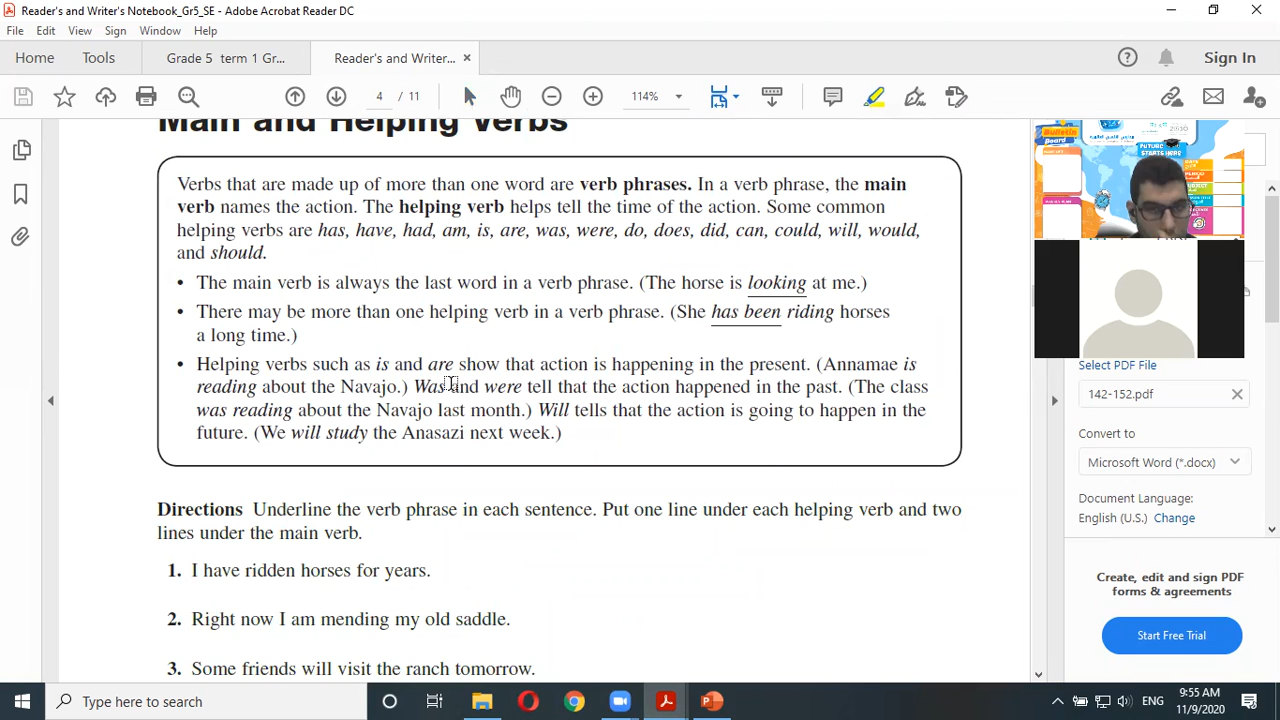 Reader's and Writer's Notebook_Gr5_SE - Adobe Acrobat Reader DC
File Edit View Sign Window Help
Home Tools Grade 5 term 1 Gr... Reader's and Writer... × Sign In
4 / 11 114%
Main and Helping Verbs
Verbs that are made up of more than one word are verb phrases. In a verb phrase, the main
verb names the action. The helping verb helps tell the time of the action. Some common
helping verbs are has, have, had, am, is, are, was, were, do, does, did, can, could, will, would,
and should.
• The main verb is always the last word in a verb phrase. (The horse is looking at me.)
• There may be more than one helping verb in a verb phrase. (She has been riding horses
a long time.)
• Helping verbs such as is and are show that action is happening in the present. (Annamae is
reading about the Navajo.) Was and were tell that the action happened in the past. (The class
was reading about the Navajo last month.) Will tells that the action is going to happen in the
future. (We will study the Anasazi next week.)
Directions Underline the verb phrase in each sentence. Put one line under each helping verb and two
lines under the main verb.
1. I have ridden horses for years.
2. Right now I am mending my old saddle.
3. Some friends will visit the ranch tomorrow.
Bulletin
Board
FUTURE
STARTS HERE
Select PDF File
142-152.pdf
Convert to
Microsoft Word (*.docx)
Document Language:
English (U.S.) Change
Create, edit and sign PDF
forms & agreements
Start Free Trial
Type here to search
ENG
9:55 AM
11/9/2020